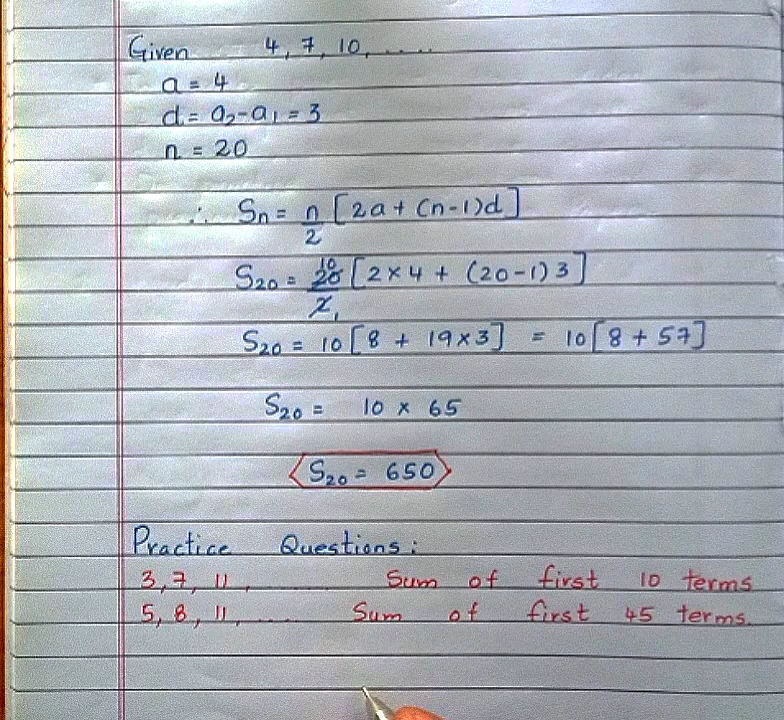 Given 4, 7, 10, ....
a = 4
d = a₂-a₁ = 3
n = 20
∴ Sn = n/2 [2a + (n-1)d]
S₂₀ = 10 20/2 1 [2×4 + (20-1)3]
S₂₀ = 10[8 + 19×3] = 10[8 + 57]
S₂₀ = 10 × 65
S₂₀ = 650
Practice Questions:
3, 7, 11, ....... Sum of first 10 terms
5, 8, 11, .... Sum of first 45 terms.